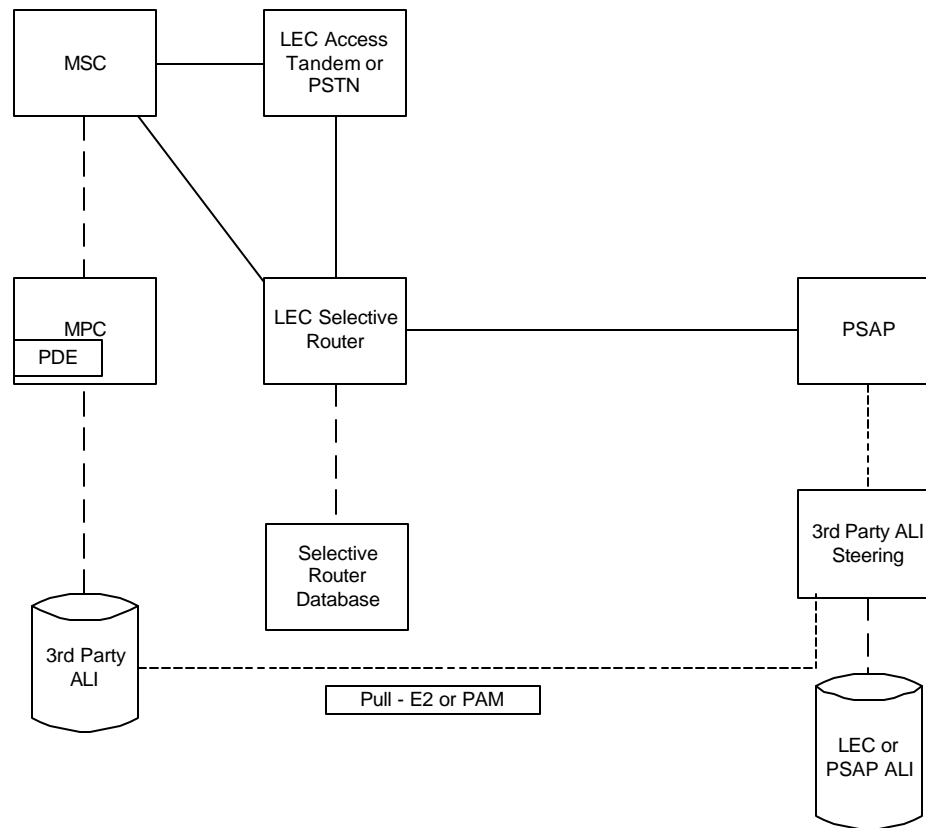 MSC
LEC Access
Tandem or
PSTN
MPC
PDE
LEC Selective
Router
PSAP
Selective
Router
Database
3rd Party ALI
Steering
3rd Party
ALI
Pull - E2 or PAM
LEC or
PSAP ALI